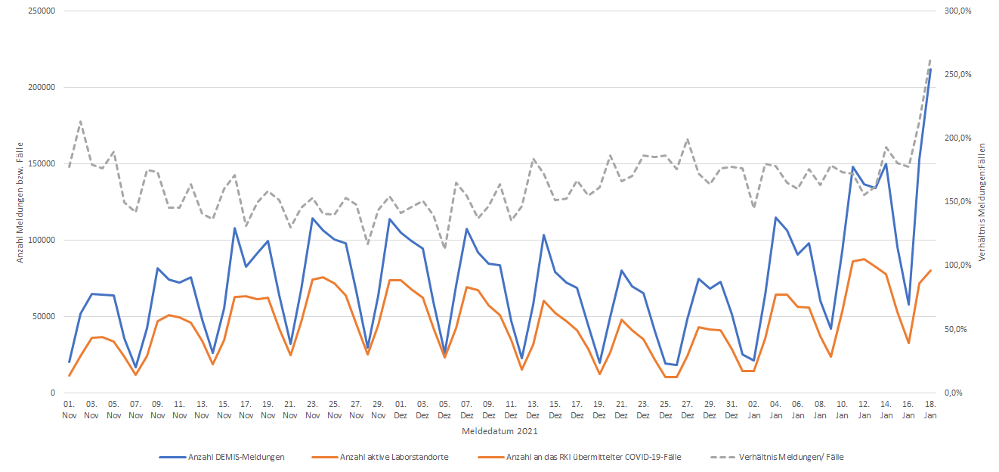 250000
200000
150000
100000
50000
0
Anzahl Meldungen bzw. Fälle
300,0%
250,0%
200,0%
150,0%
100,0%
50,0%
0,0%
Verhältnis Meldungen:Fällen
01. Nov
03. Nov
05. Nov
07. Nov
09. Nov
11. Nov
13. Nov
15. Nov
17. Nov
19. Nov
21. Nov
23. Nov
25. Nov
27. Nov
29. Nov
01. Dez
03. Dez
05. Dez
07. Dez
09. Dez
11. Dez
13. Dez
15. Dez
17. Dez
19. Dez
21. Dez
23. Dez
25. Dez
27. Dez
29. Dez
31. Dez
02. Jan
04. Jan
06. Jan
08. Jan
10. Jan
12. Jan
14. Jan
16. Jan
18. Jan
Meldedatum 2021
Anzahl DEMIS-Meldungen
Anzahl aktive Laborstandorte
Anzahl an das RKI übermittelter COVID-19-Fälle
Verhältnis Meldungen/ Fälle